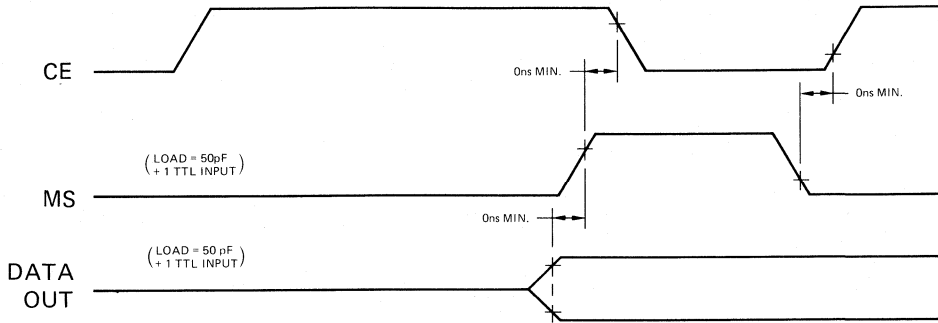 CE
0ns MIN.
0ns MIN.
(LOAD = 50pF
+ 1 TTL INPUT)
MS
0ns MIN.
(LOAD = 50 pF
+ 1 TTL INPUT)
DATA
OUT